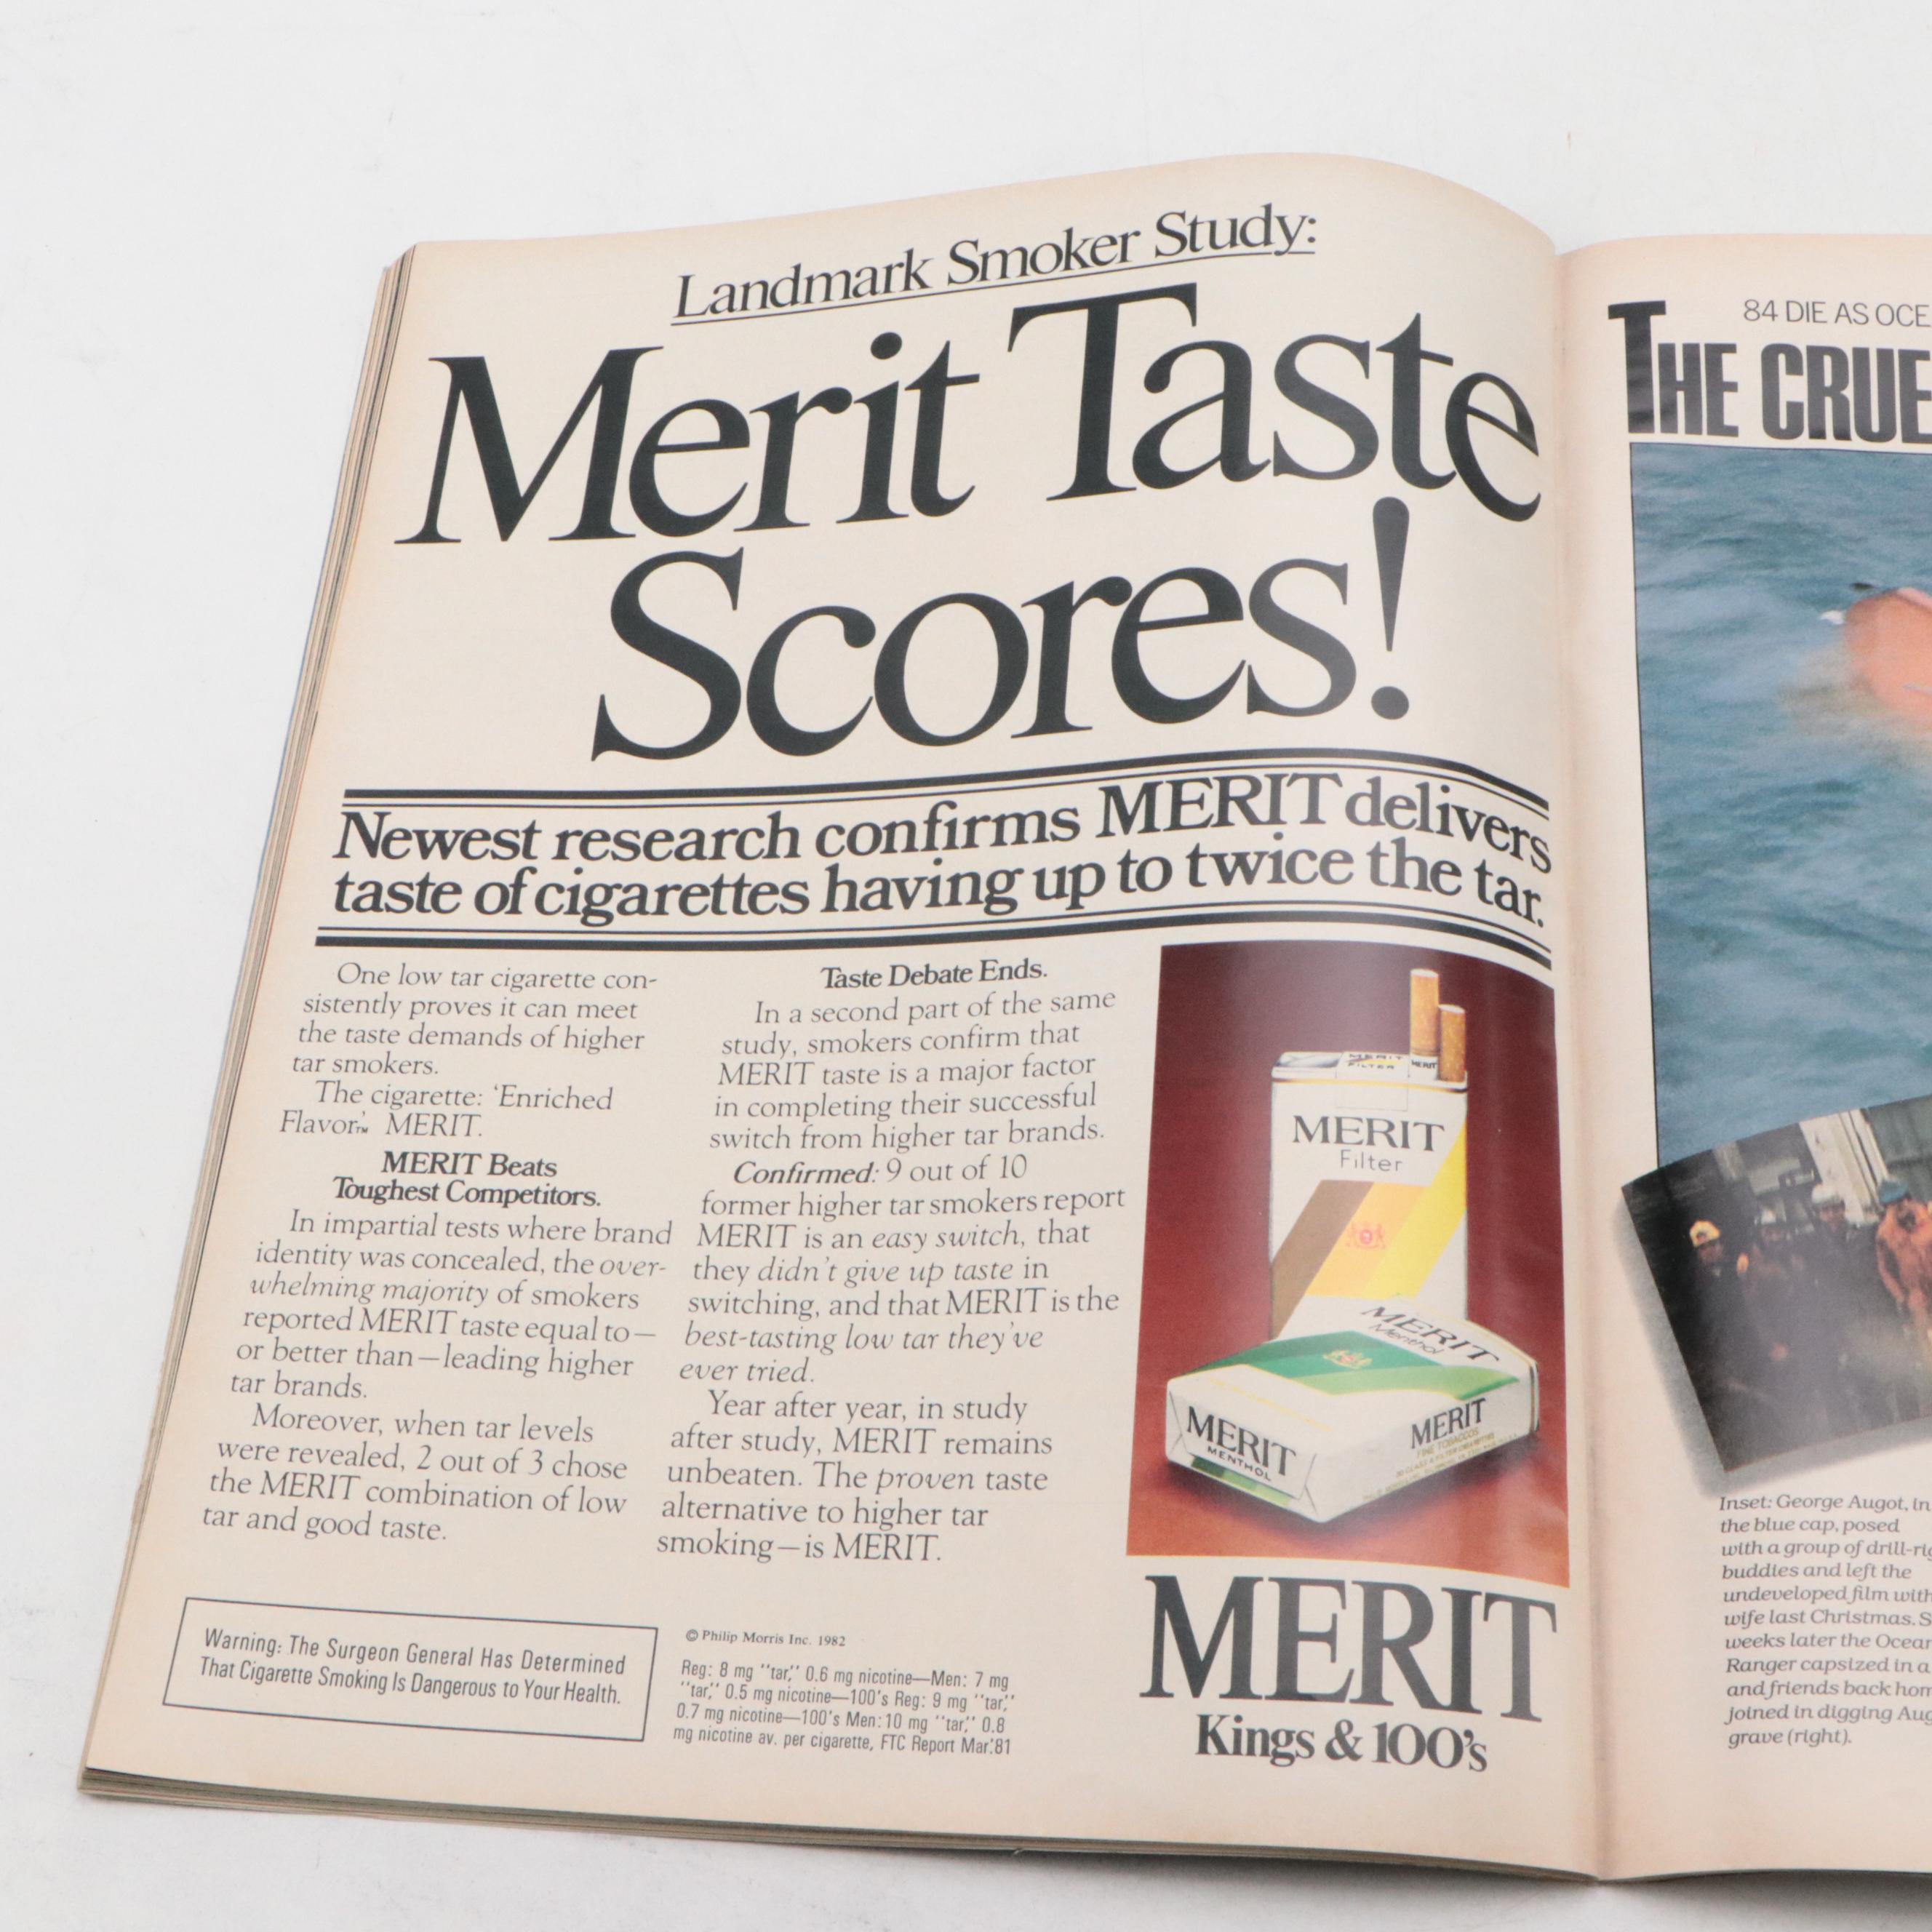 Landmark Smoker Study:
Merit Taste
Scores!
Newest research confirms MERIT delivers
taste of cigarettes having up to twice the tar.
One low tar cigarette con-
sistently proves it can meet
the taste demands of higher
tar smokers.
The cigarette: 'Enriched
Flavor,'™ MERIT.
MERIT Beats
Toughest Competitors.
In impartial tests where brand
identity was concealed, the over-
whelming majority of smokers
reported MERIT taste equal to—
or better than—leading higher
tar brands.
Moreover, when tar levels
were revealed, 2 out of 3 chose
the MERIT combination of low
tar and good taste.
Taste Debate Ends.
In a second part of the same
study, smokers confirm that
MERIT taste is a major factor
in completing their successful
switch from higher tar brands.
Confirmed: 9 out of 10
former higher tar smokers report
MERIT is an easy switch, that
they didn't give up taste in
switching, and that MERIT is the
best-tasting low tar they've
ever tried.
Year after year, in study
after study, MERIT remains
unbeaten. The proven taste
alternative to higher tar
smoking—is MERIT.
MERIT
FILTER
MERIT
MERIT
Filter
MERIT
Menthol
MERIT
MENTHOL
MERIT
FINE TOBACCOS
MERIT
Kings & 100's
Warning: The Surgeon General Has Determined
That Cigarette Smoking Is Dangerous to Your Health.
© Philip Morris Inc. 1982
Reg: 8 mg "tar," 0.6 mg nicotine—Men: 7 mg
"tar," 0.5 mg nicotine—100's Reg: 9 mg "tar,"
0.7 mg nicotine—100's Men: 10 mg "tar," 0.8
mg nicotine av. per cigarette, FTC Report Mar.'81
84 DIE AS OCE
THE CRUE
Inset: George Augot, in
the blue cap, posed
with a group of drill-rig
buddies and left the
undeveloped film with
wife last Christmas. S
weeks later the Ocean
Ranger capsized in a
and friends back hom
joined in digging Aug
grave (right).